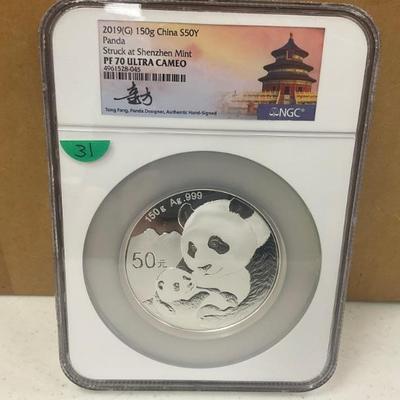 2019(G) 150g China S50Y
Panda
Struck at Shenzhen Mint
PF 70 ULTRA CAMEO
4961528-045
Tong Fang, Panda Designer, Authentic Hand-Signed
NGC
31
150g Ag.999
50元